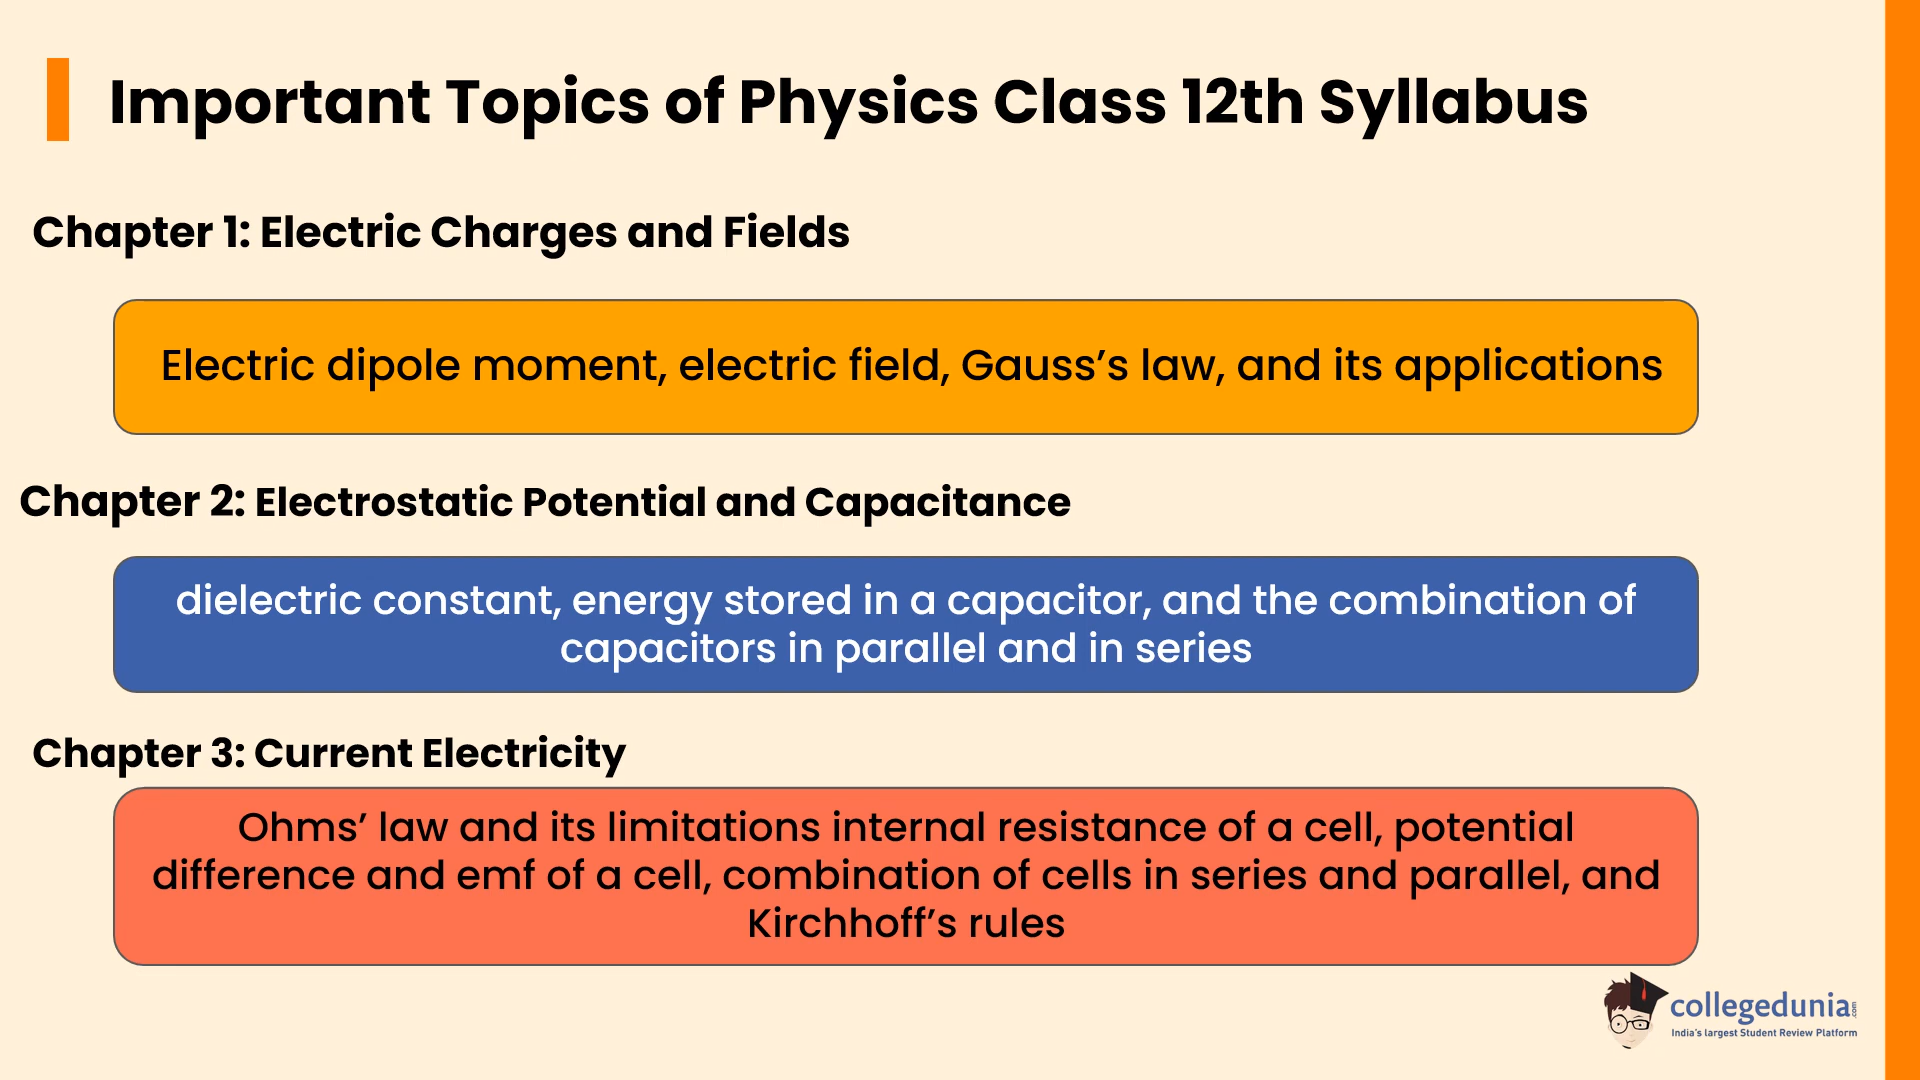 Important Topics of Physics Class 12th Syllabus
Chapter 1: Electric Charges and Fields
Electric dipole moment, electric field, Gauss’s law, and its applications
Chapter 2: Electrostatic Potential and Capacitance
dielectric constant, energy stored in a capacitor, and the combination of
capacitors in parallel and in series
Chapter 3: Current Electricity
Ohms’ law and its limitations internal resistance of a cell, potential
difference and emf of a cell, combination of cells in series and parallel, and
Kirchhoff’s rules
collegedunia.com
India's largest Student Review Platform